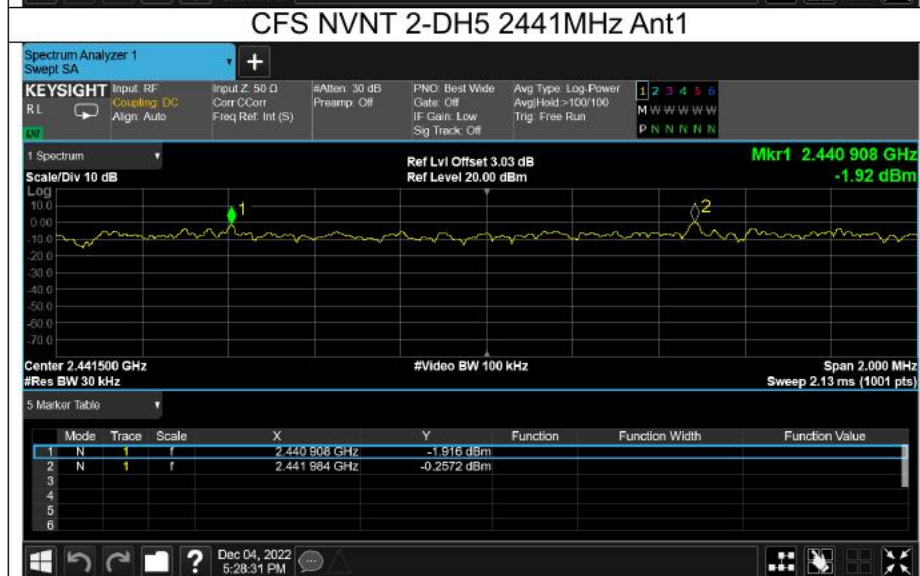 CFS NVNT 2-DH5 2441MHz Ant1
Spectrum Analyzer 1
Swept SA
+
KEYSIGHT Input: RF Input Z: 50 Ω #Atten: 30 dB PNO: Best Wide Avg Type: Log-Power 1 2 3 4 5 6
RL Coupling: DC Corr CCorr Preamp: Off Gate: Off Avg|Hold:>100/100 M W W W W W
Align: Auto Freq Ref: Int (S) IF Gain: Low Trig: Free Run
Sig Track: Off P N N N N N
1 Spectrum Ref Lvl Offset 3.03 dB Mkr1 2.440 908 GHz
Scale/Div 10 dB Ref Level 20.00 dBm -1.92 dBm
Log
10.0
0.00
-10.0
-20.0
-30.0
-40.0
-50.0
-60.0
-70.0
1
2
Center 2.441500 GHz #Video BW 100 kHz Span 2.000 MHz
#Res BW 30 kHz Sweep 2.13 ms (1001 pts)
5 Marker Table
Mode Trace Scale X Y Function Function Width Function Value
1 N 1 f 2.440 908 GHz -1.916 dBm
2 N 1 f 2.441 984 GHz -0.2572 dBm
3
4
5
6
? Dec 04, 2022
5:28:31 PM